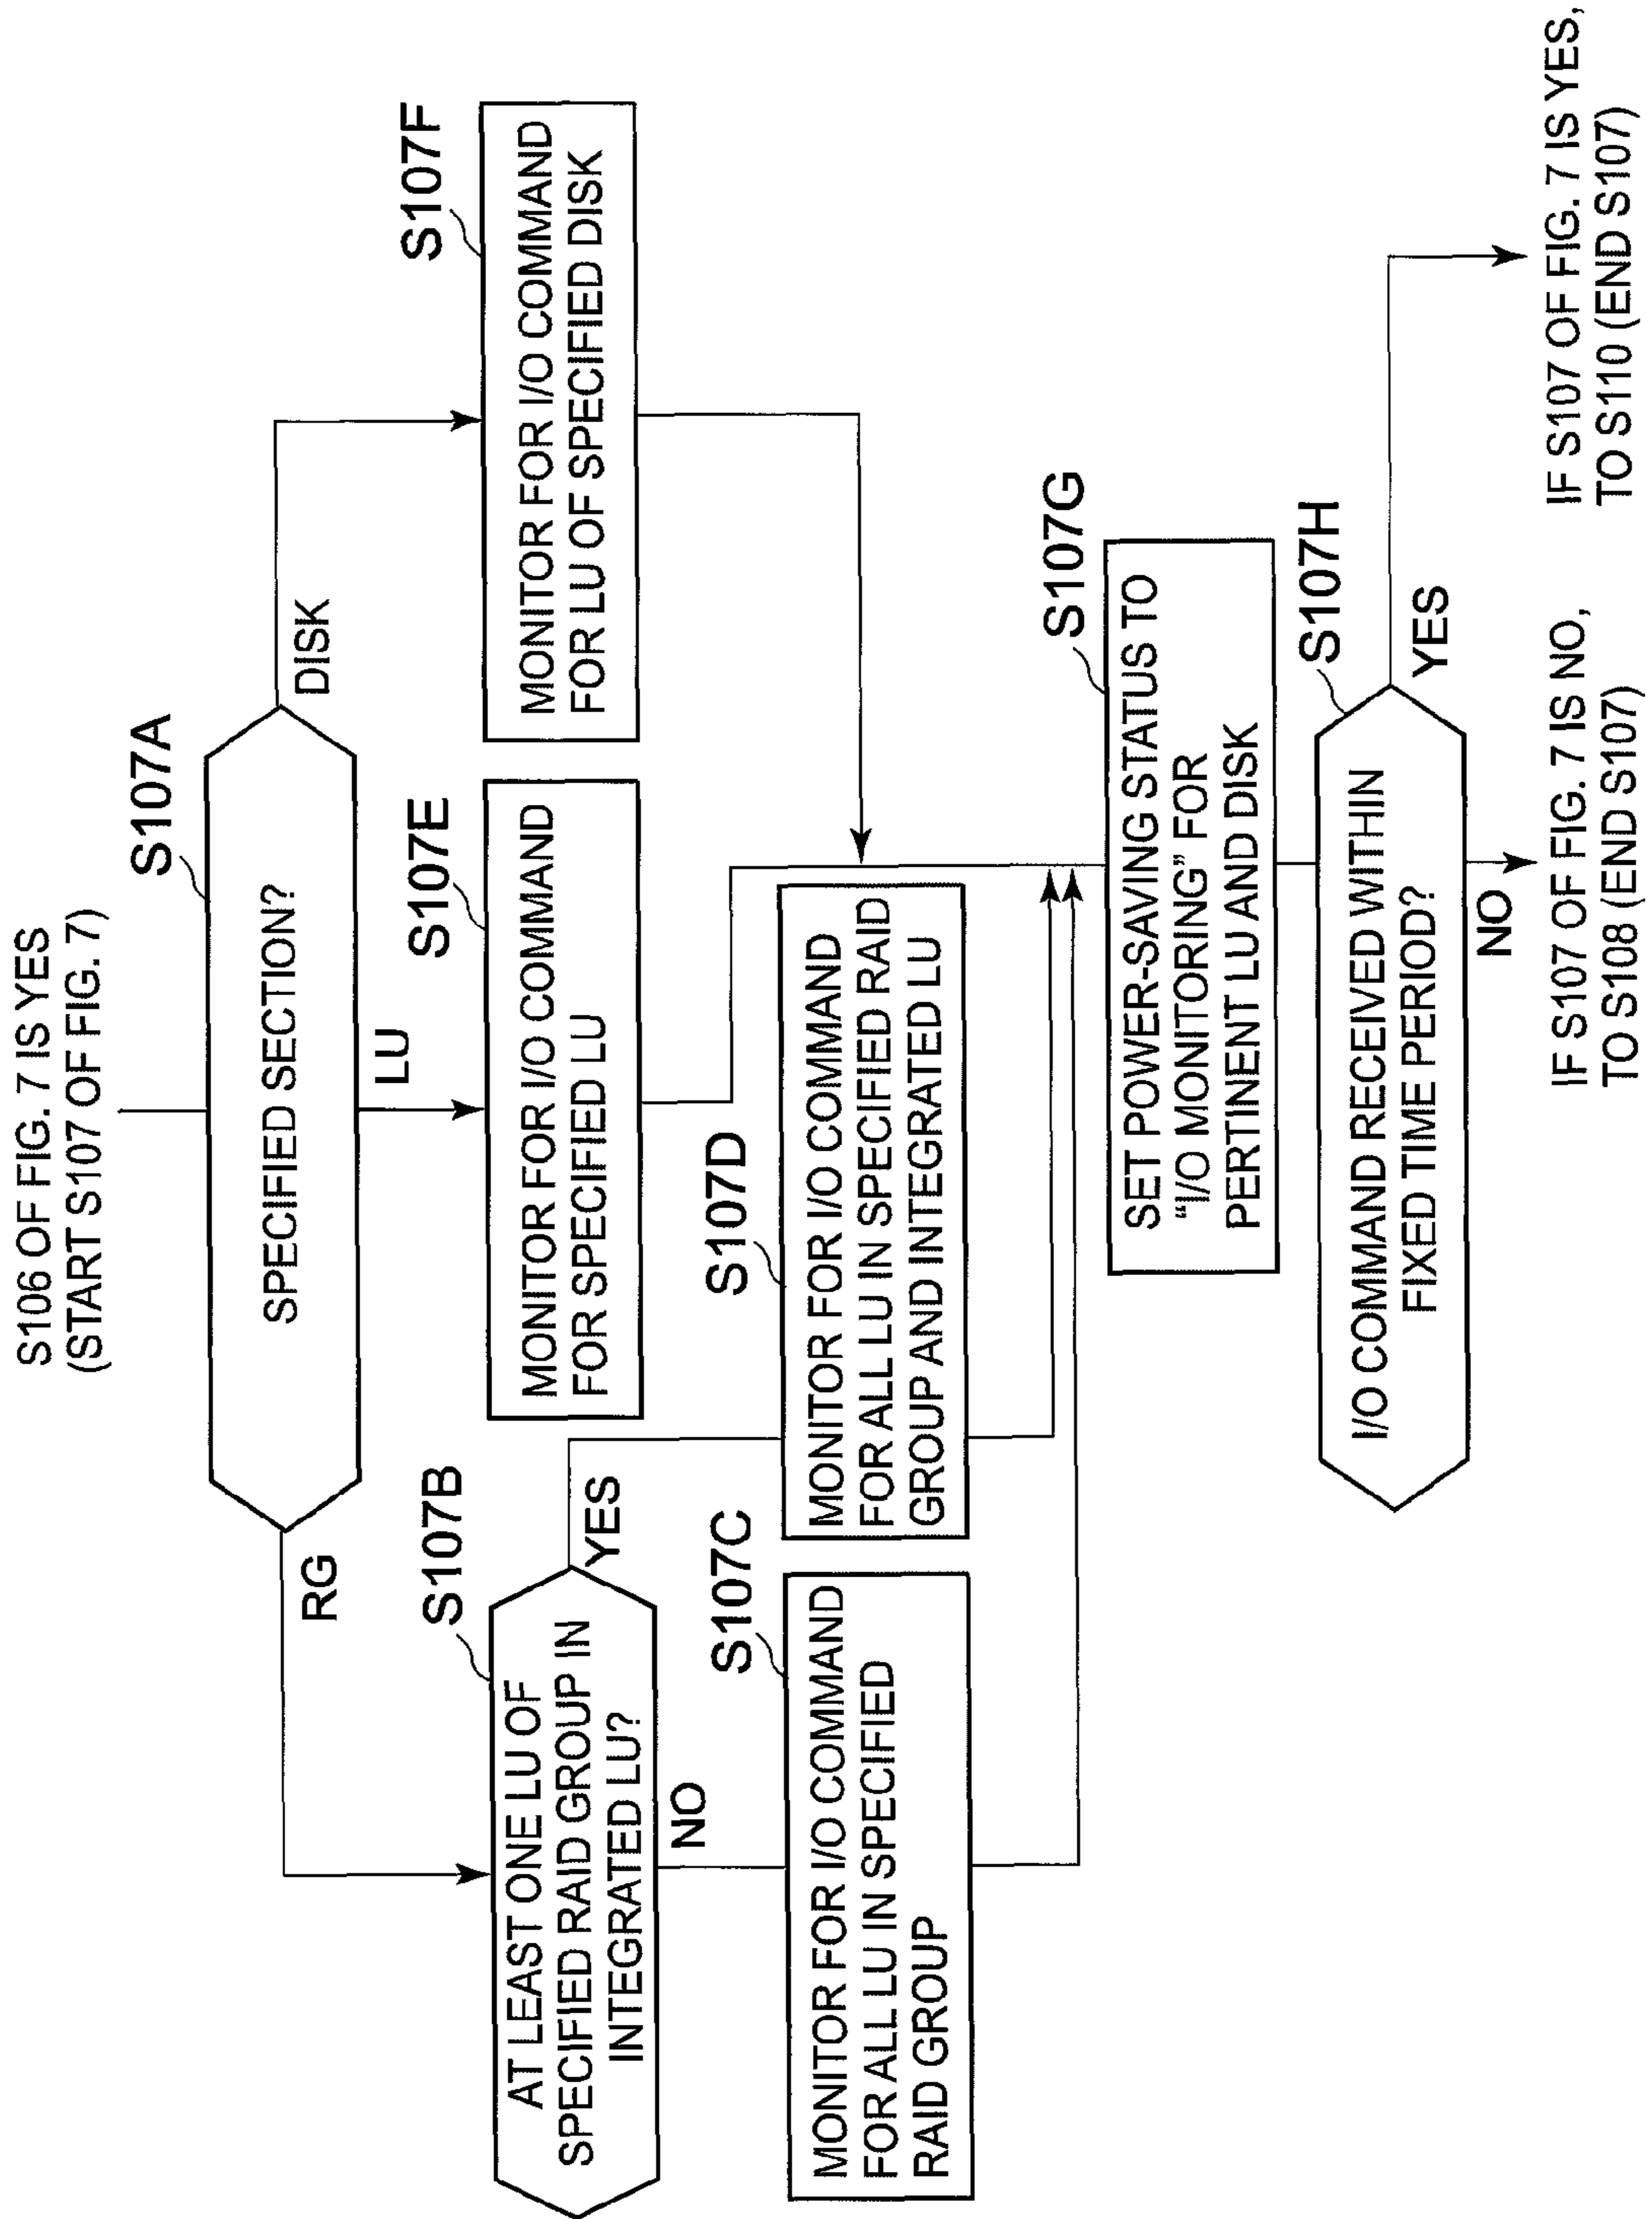 S106 OF FIG. 7 IS YES
(START S107 OF FIG. 7)
S107A
SPECIFIED SECTION?
RG
LU
DISK
S107B
AT LEAST ONE LU OF
SPECIFIED RAID GROUP IN
INTEGRATED LU?
YES
NO
S107E
MONITOR FOR I/O COMMAND
FOR SPECIFIED LU
S107F
MONITOR FOR I/O COMMAND
FOR LU OF SPECIFIED DISK
S107C
MONITOR FOR I/O COMMAND
FOR ALL LU IN SPECIFIED
RAID GROUP
S107D
MONITOR FOR I/O COMMAND
FOR ALL LU IN SPECIFIED RAID
GROUP AND INTEGRATED LU
S107G
SET POWER-SAVING STATUS TO
“I/O MONITORING” FOR
PERTINENT LU AND DISK
S107H
I/O COMMAND RECEIVED WITHIN
FIXED TIME PERIOD?
YES
NO
IF S107 OF FIG. 7 IS NO,
TO S108 (END S107)
IF S107 OF FIG. 7 IS YES,
TO S110 (END S107)